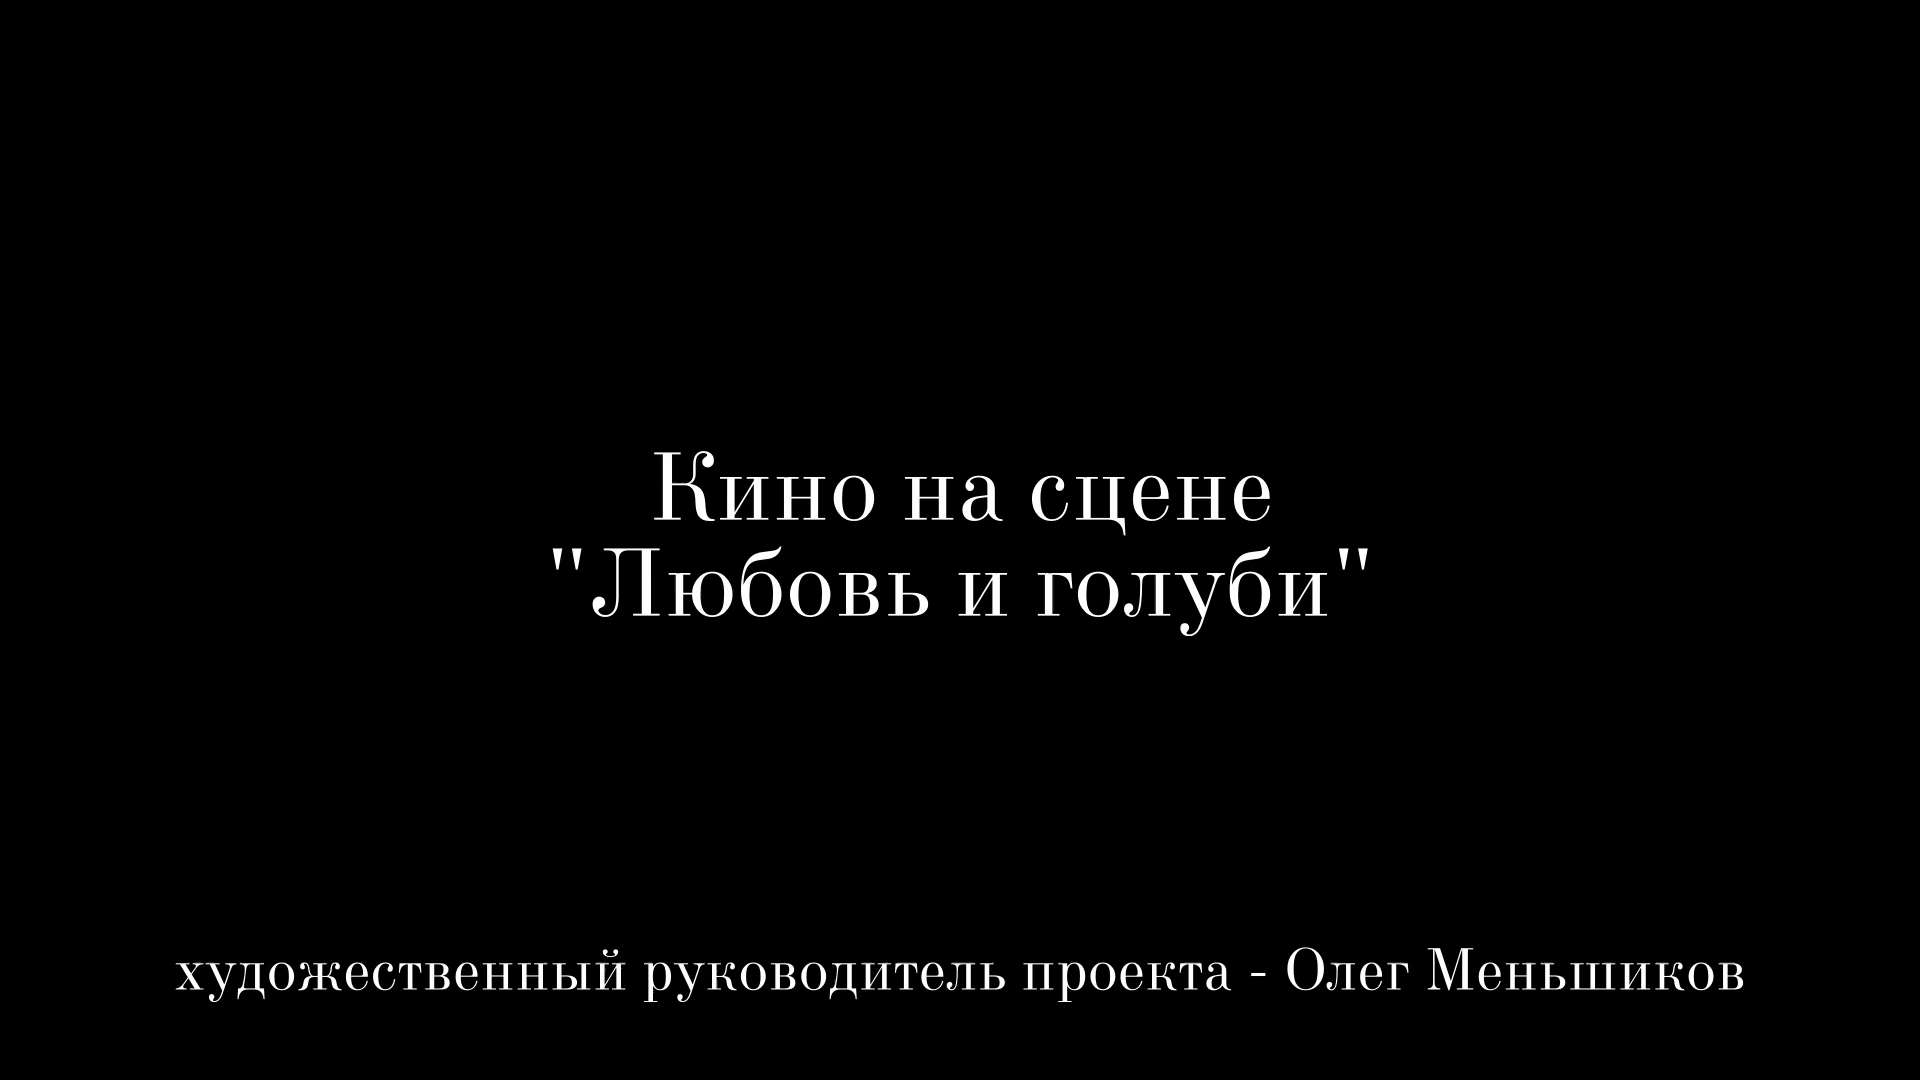 Кино на сцене
"Любовь и голуби"
художественный руководитель проекта - Олег Меньшиков